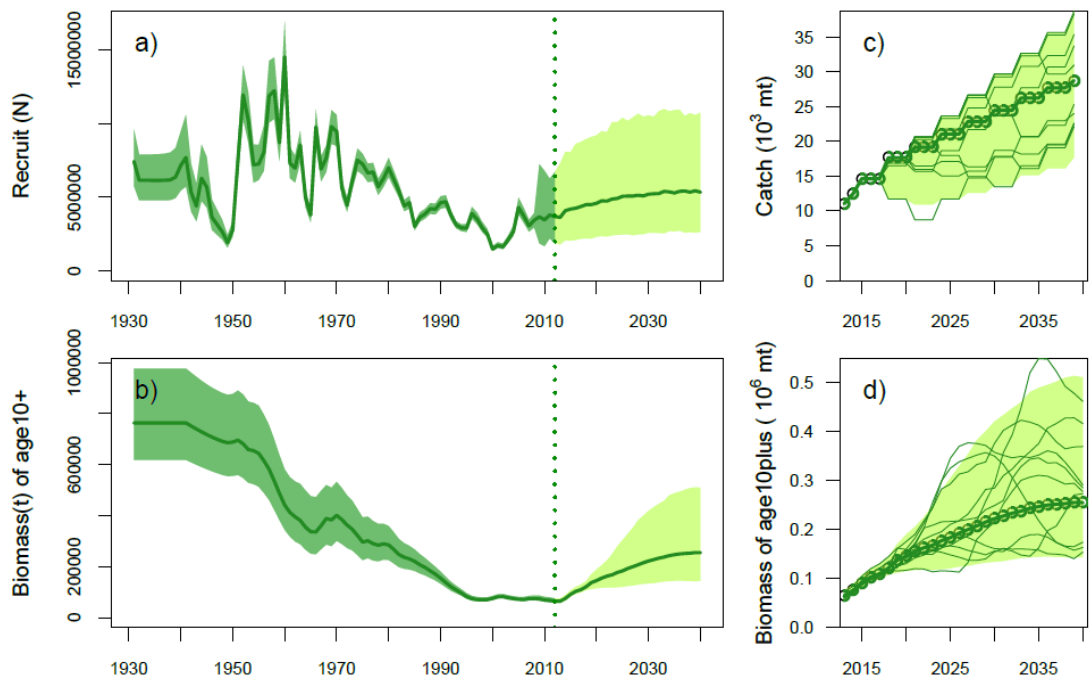 a)
Recruit (N)
15000000
5000000
0
1930 1950 1970 1990 2010 2030
b)
Biomass(t) of age10+
1000000
600000
200000
0
1930 1950 1970 1990 2010 2030
c)
Catch (10³ mt)
35
30
25
20
15
10
5
0
2015 2025 2035
d)
Biomass of age10plus ( 10⁶ mt)
0.5
0.4
0.3
0.2
0.1
0.0
2015 2025 2035